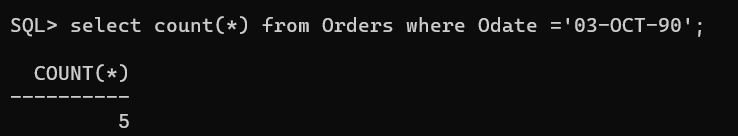 SQL> select count(*) from Orders where Odate ='03-OCT-90';
COUNT(*)
----------
5